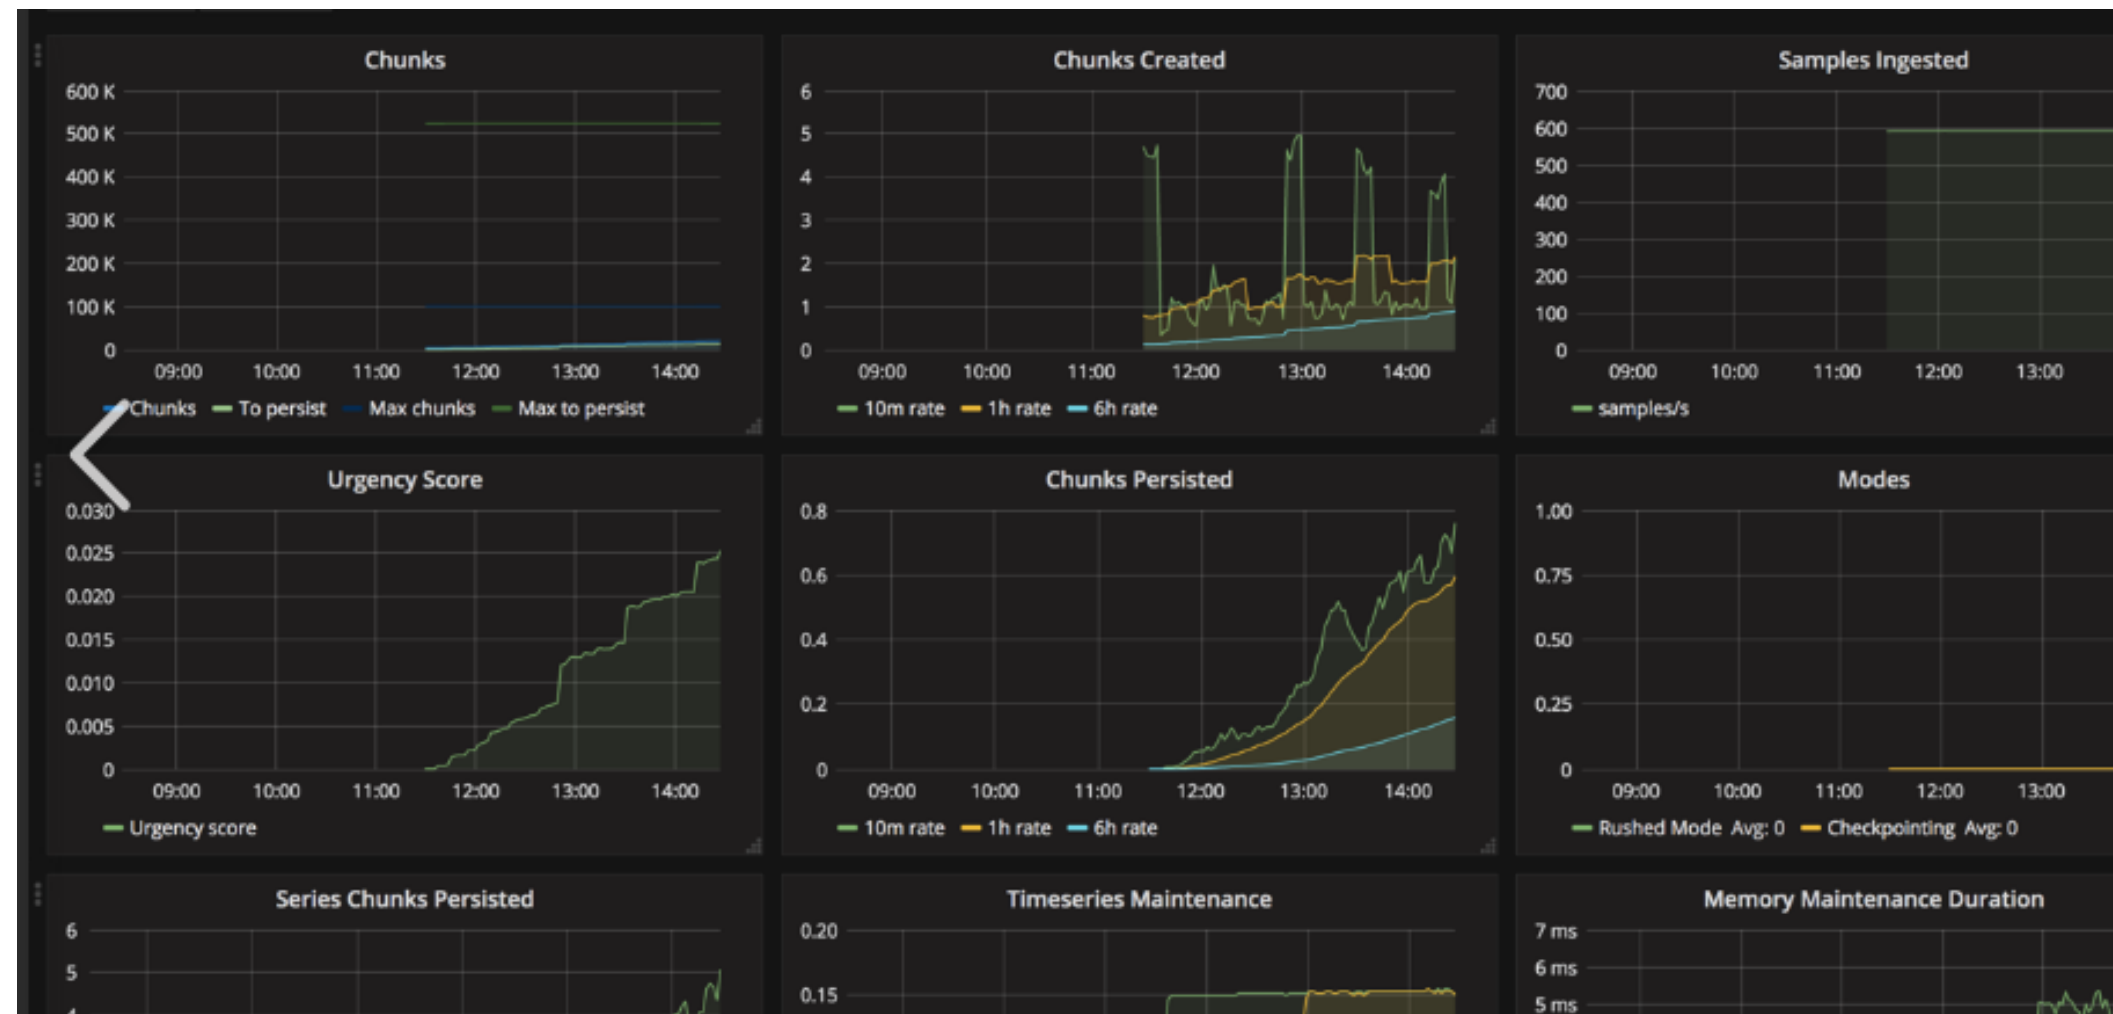 Chunks
600 K
500 K
400 K
300 K
200 K
100 K
0
09:00 10:00 11:00 12:00 13:00 14:00
Chunks To persist Max chunks Max to persist
Chunks Created
6
5
4
3
2
1
0
09:00 10:00 11:00 12:00 13:00 14:00
10m rate 1h rate 6h rate
Samples Ingested
700
600
500
400
300
200
100
0
09:00 10:00 11:00 12:00 13:00
samples/s
Urgency Score
0.030
0.025
0.020
0.015
0.010
0.005
0
09:00 10:00 11:00 12:00 13:00 14:00
Urgency score
Chunks Persisted
0.8
0.6
0.4
0.2
0
09:00 10:00 11:00 12:00 13:00 14:00
10m rate 1h rate 6h rate
Modes
1.00
0.75
0.50
0.25
0
09:00 10:00 11:00 12:00 13:00
Rushed Mode Avg: 0 Checkpointing Avg: 0
Series Chunks Persisted
6
5
Timeseries Maintenance
0.20
0.15
Memory Maintenance Duration
7 ms
6 ms
5 ms